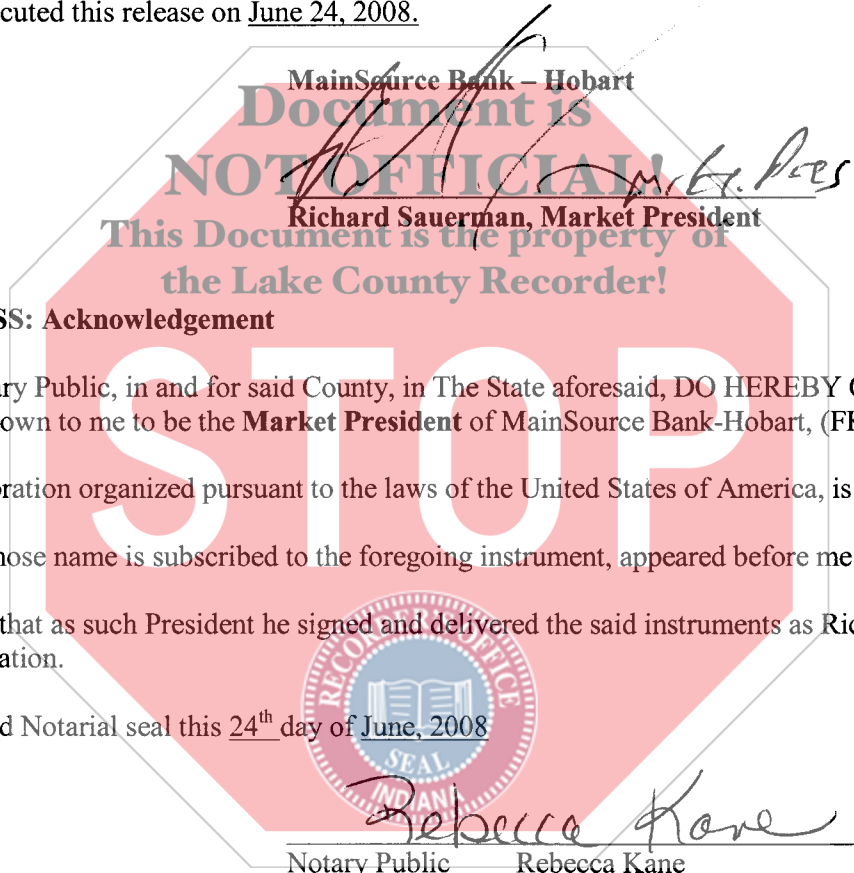 cuted this release on June 24, 2008.
MainSource Bank – Hobart
Document is
NOT OFFICIAL!
Richard Sauerman, Market President
This Document is the property of
the Lake County Recorder!
SS: Acknowledgement
ry Public, in and for said County, in The State aforesaid, DO HEREBY
own to me to be the Market President of MainSource Bank-Hobart, (F
STOP
ration organized pursuant to the laws of the United States of America, is
hose name is subscribed to the foregoing instrument, appeared before me
that as such President he signed and delivered the said instruments as Ric
ation.
RECORDER'S OFFICE
d Notarial seal this 24th day of June, 2008
SEAL
INDIANA
Rebecca Kane
Notary Public Rebecca Kane